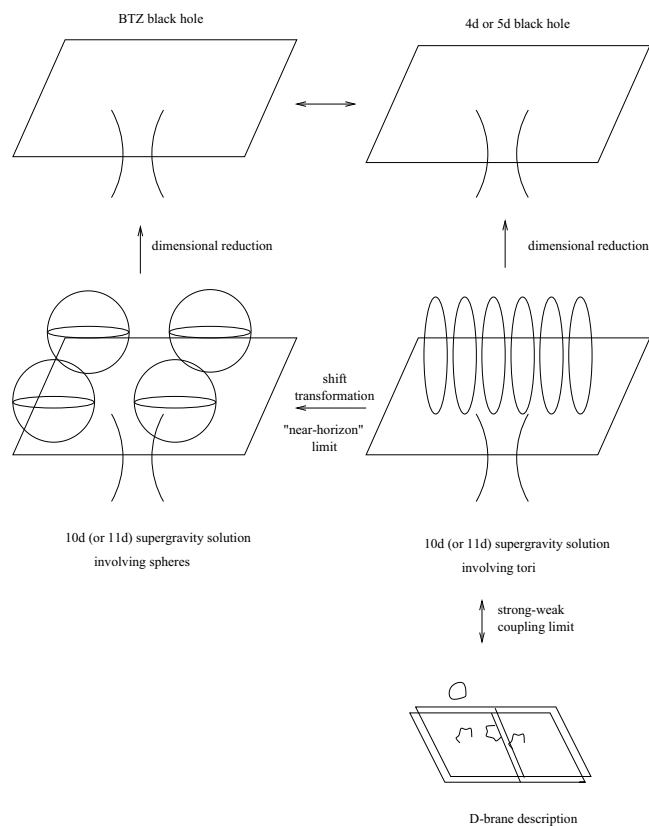 BTZ black hole
4d or 5d black hole
dimensional reduction
dimensional reduction
shift
transformation
"near-horizon"
limit
10d (or 11d) supergravity solution
involving spheres
10d (or 11d) supergravity solution
involving tori
strong-weak
coupling limit
D-brane description